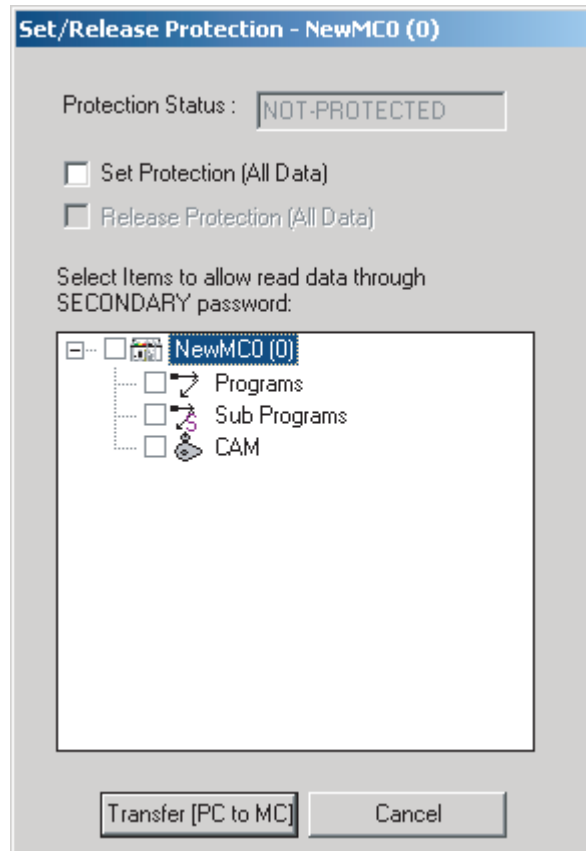 Set/Release Protection - NewMC0 (0)
Protection Status :
NOT-PROTECTED
Set Protection (All Data)
Release Protection (All Data)
Select Items to allow read data through
SECONDARY password:
NewMC0 (0)
Programs
Sub Programs
CAM
Transfer [PC to MC]
Cancel